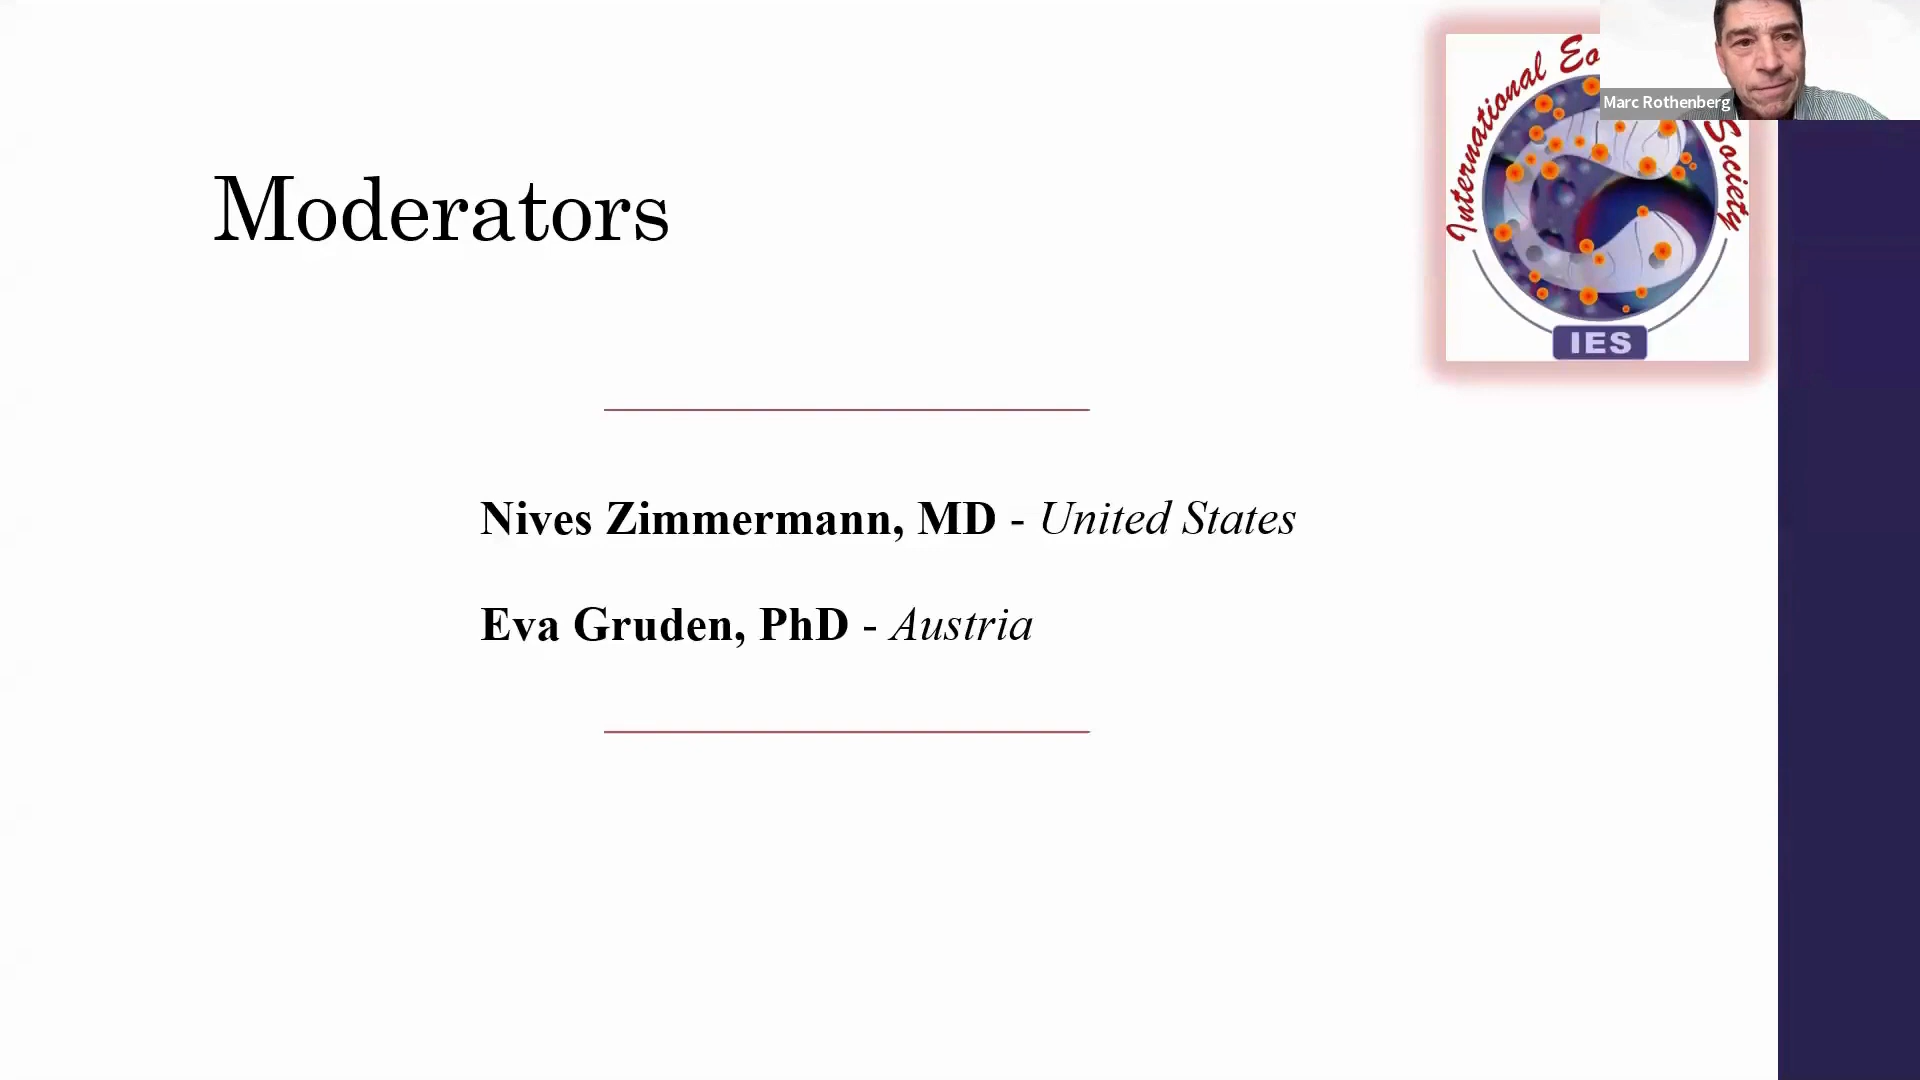 Moderators
International Eo
Society
IES
Marc Rothenberg
Nives Zimmermann, MD - United States
Eva Gruden, PhD - Austria